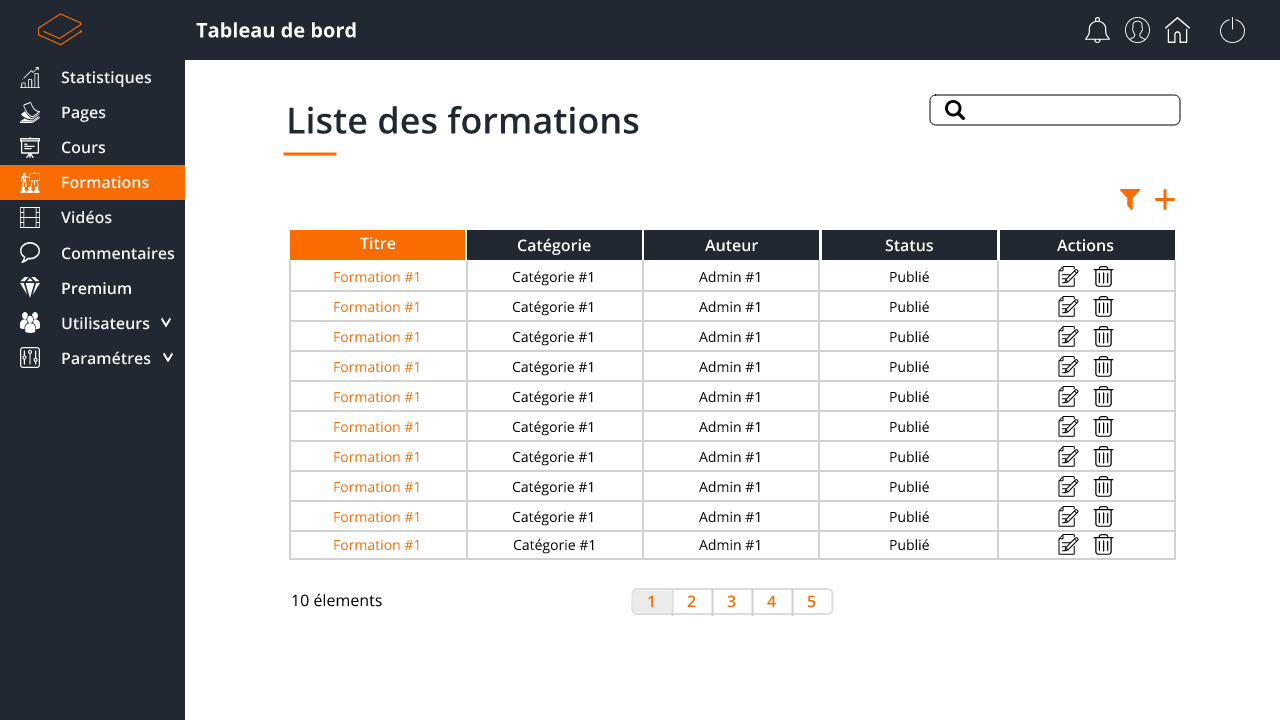 Tableau de bord
Statistiques
Pages
Cours
Formations
Vidéos
Commentaires
Premium
Utilisateurs
Paramétres
Liste des formations
Titre Catégorie Auteur Status Actions
Formation #1 Catégorie #1 Admin #1 Publié
Formation #1 Catégorie #1 Admin #1 Publié
Formation #1 Catégorie #1 Admin #1 Publié
Formation #1 Catégorie #1 Admin #1 Publié
Formation #1 Catégorie #1 Admin #1 Publié
Formation #1 Catégorie #1 Admin #1 Publié
Formation #1 Catégorie #1 Admin #1 Publié
Formation #1 Catégorie #1 Admin #1 Publié
Formation #1 Catégorie #1 Admin #1 Publié
Formation #1 Catégorie #1 Admin #1 Publié
10 élements 1 2 3 4 5